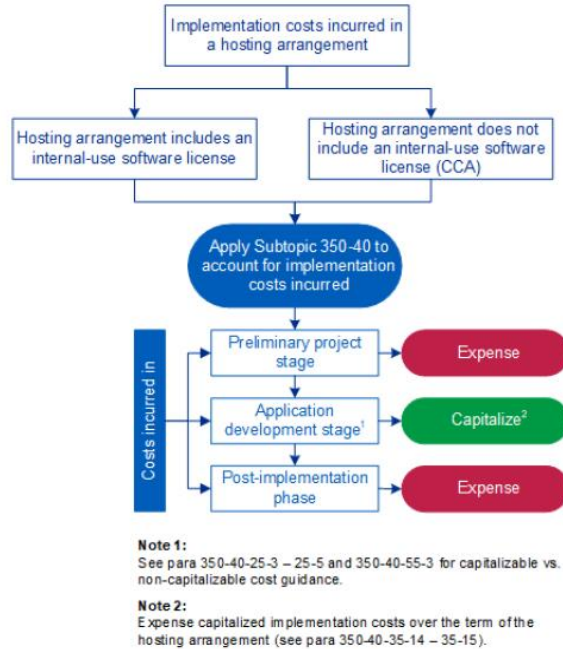 Implementation costs incurred in
a hosting arrangement
Hosting arrangement includes an
internal-use software license
Hosting arrangement does not
include an internal-use software
license (CCA)
Apply Subtopic 350-40 to
account for implementation
costs incurred
Costs incurred in
Preliminary project
stage
Expense
Application
development stage¹
Capitalize²
Post-implementation
phase
Expense
Note 1:
See para 350-40-25-3 – 25-5 and 350-40-55-3 for capitalizable vs.
non-capitalizable cost guidance.
Note 2:
Expense capitalized implementation costs over the term of the
hosting arrangement (see para 350-40-35-14 – 35-15).